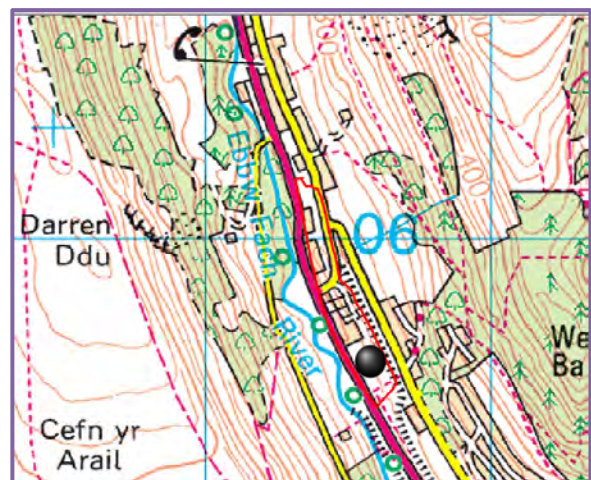 400
Ebbw Fach
River
Darren
Ddu
06
We
Ba
Cefn yr
Arail